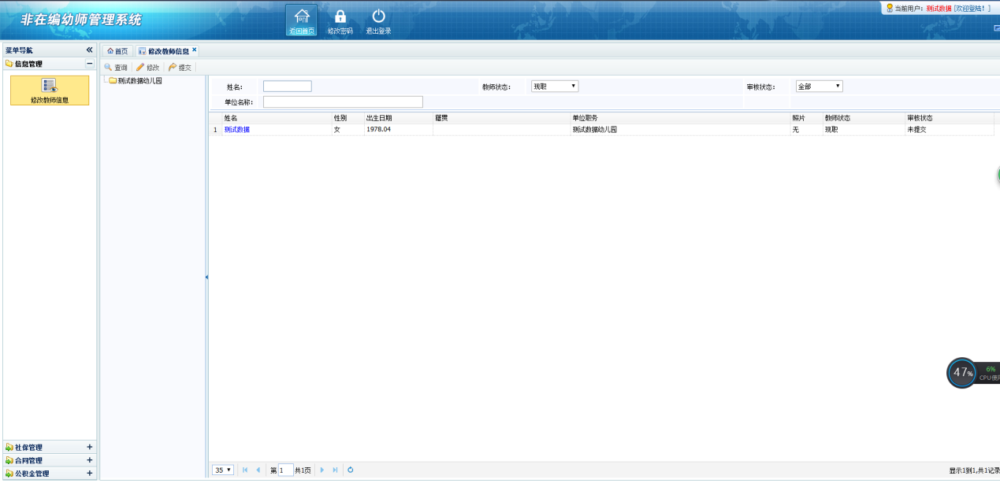 非在编幼师管理系统
返回首页 修改密码 退出登录
当前用户：测试数据 [欢迎登陆！]
菜单导航 «
信息管理 −
修改教师信息
社保管理 +
合同管理 +
公积金管理 +
首页 修改教师信息 ×
查询 修改 提交
测试数据幼儿园
姓名： 教师状态： 现职 审核状态： 全部
单位名称：
姓名 性别 出生日期 籍贯 单位职务 照片 教师状态 审核状态
1 测试数据 女 1978.04 测试数据幼儿园 无 现职 未提交
47% 6%
CPU使用
35 第 1 共1页
显示1到1,共1记录